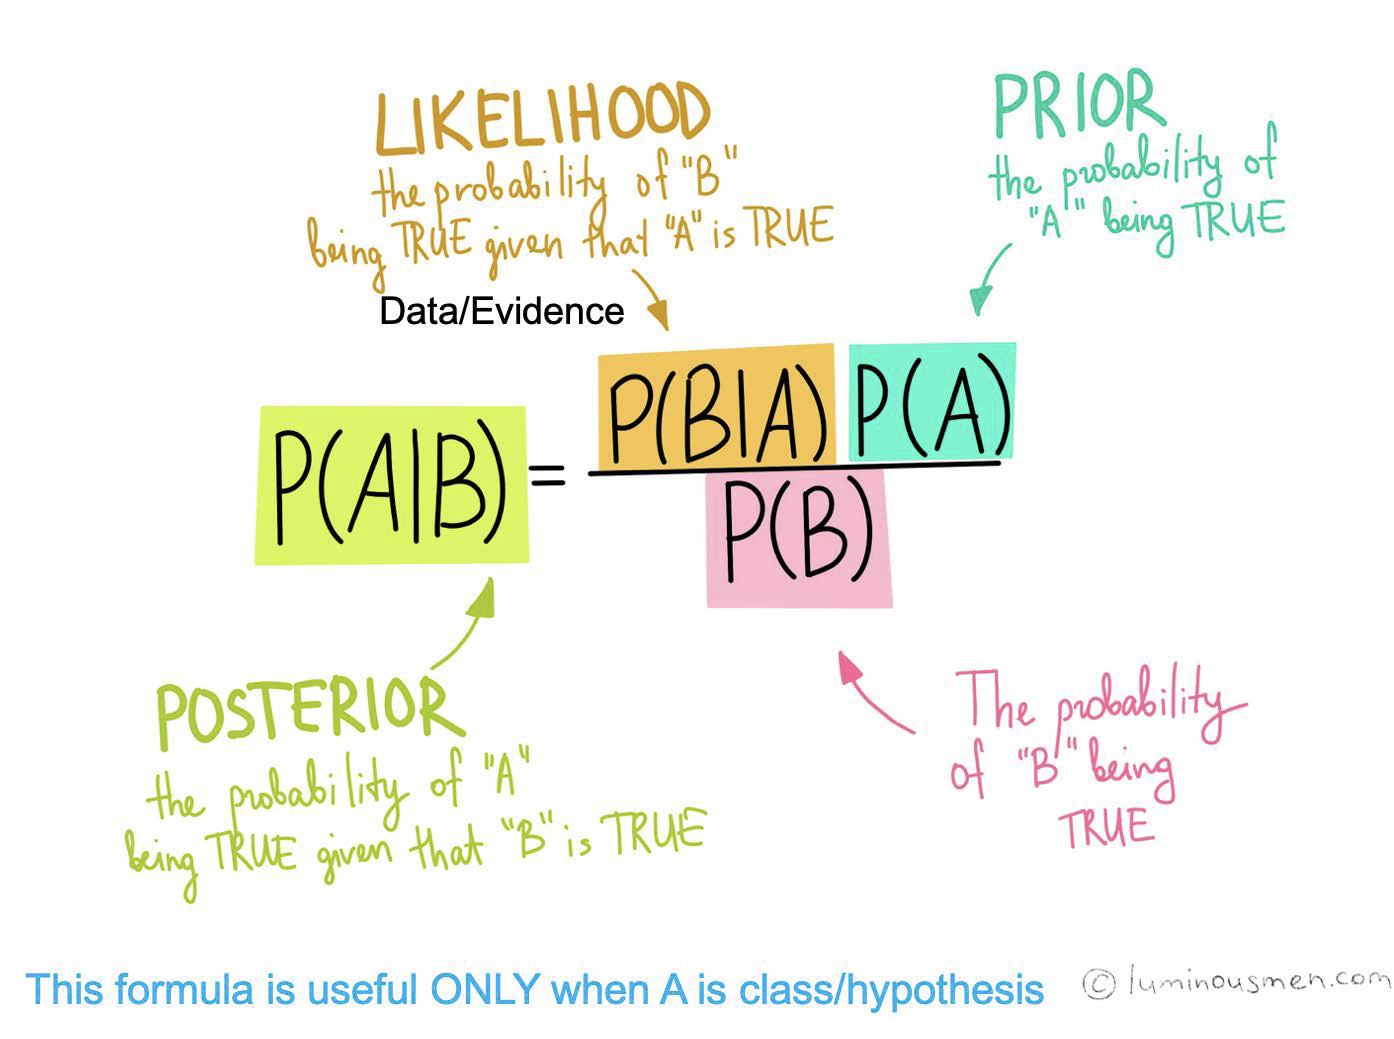 LIKELIHOOD
the probability of "B"
being TRUE given that "A" is TRUE
Data/Evidence
PRIOR
the probability of
"A" being TRUE
P(A|B) = P(B|A) P(A)
P(B)
POSTERIOR
the probability of "A"
being TRUE given that "B" is TRUE
The probability
of "B" being
TRUE
This formula is useful ONLY when A is class/hypothesis
© luminousmen.com